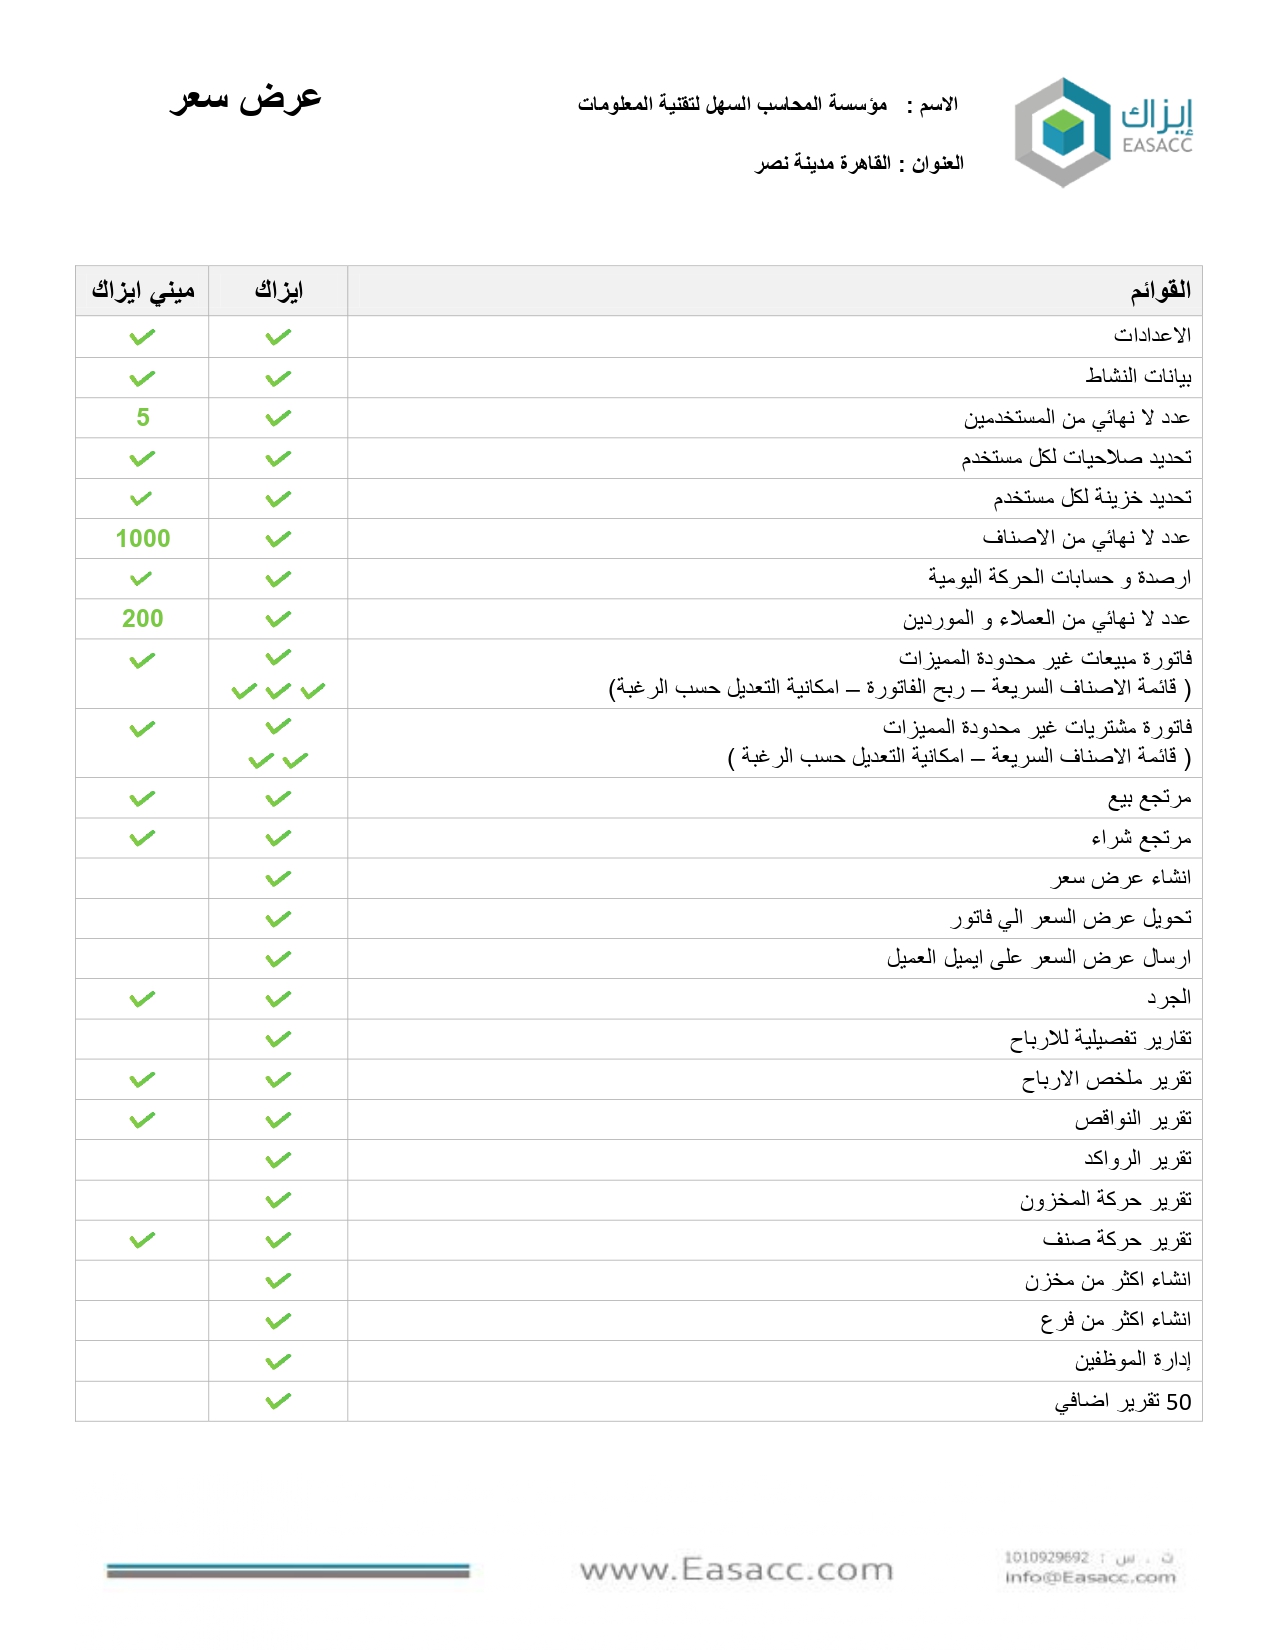 إيزاك
EASACC
الاسم : مؤسسة المحاسب السهل لتقنية المعلومات
عرض سعر
العنوان : القاهرة مدينة نصر
القوائم ايزاك ميني ايزاك
الاعدادات ✓ ✓
بيانات النشاط ✓ ✓
عدد لا نهائي من المستخدمين ✓ 5
تحديد صلاحيات لكل مستخدم ✓ ✓
تحديد خزينة لكل مستخدم ✓ ✓
عدد لا نهائي من الاصناف ✓ 1000
ارصدة و حسابات الحركة اليومية ✓ ✓
عدد لا نهائي من العملاء و الموردين ✓ 200
فاتورة مبيعات غير محدودة المميزات ✓ ✓
( قائمة الاصناف السريعة – ربح الفاتورة – امكانية التعديل حسب الرغبة) ✓ ✓ ✓
فاتورة مشتريات غير محدودة المميزات ✓ ✓
( قائمة الاصناف السريعة – امكانية التعديل حسب الرغبة ) ✓ ✓
مرتجع بيع ✓ ✓
مرتجع شراء ✓ ✓
انشاء عرض سعر ✓
تحويل عرض السعر الي فاتور ✓
ارسال عرض السعر على ايميل العميل ✓
الجرد ✓ ✓
تقارير تفصيلية للارباح ✓
تقرير ملخص الارباح ✓ ✓
تقرير النواقص ✓ ✓
تقرير الرواكد ✓
تقرير حركة المخزون ✓
تقرير حركة صنف ✓ ✓
انشاء اكثر من مخزن ✓
انشاء اكثر من فرع ✓
إدارة الموظفين ✓
50 تقرير اضافي ✓
ت . س : 1010929692
info@Easacc.com
www.Easacc.com